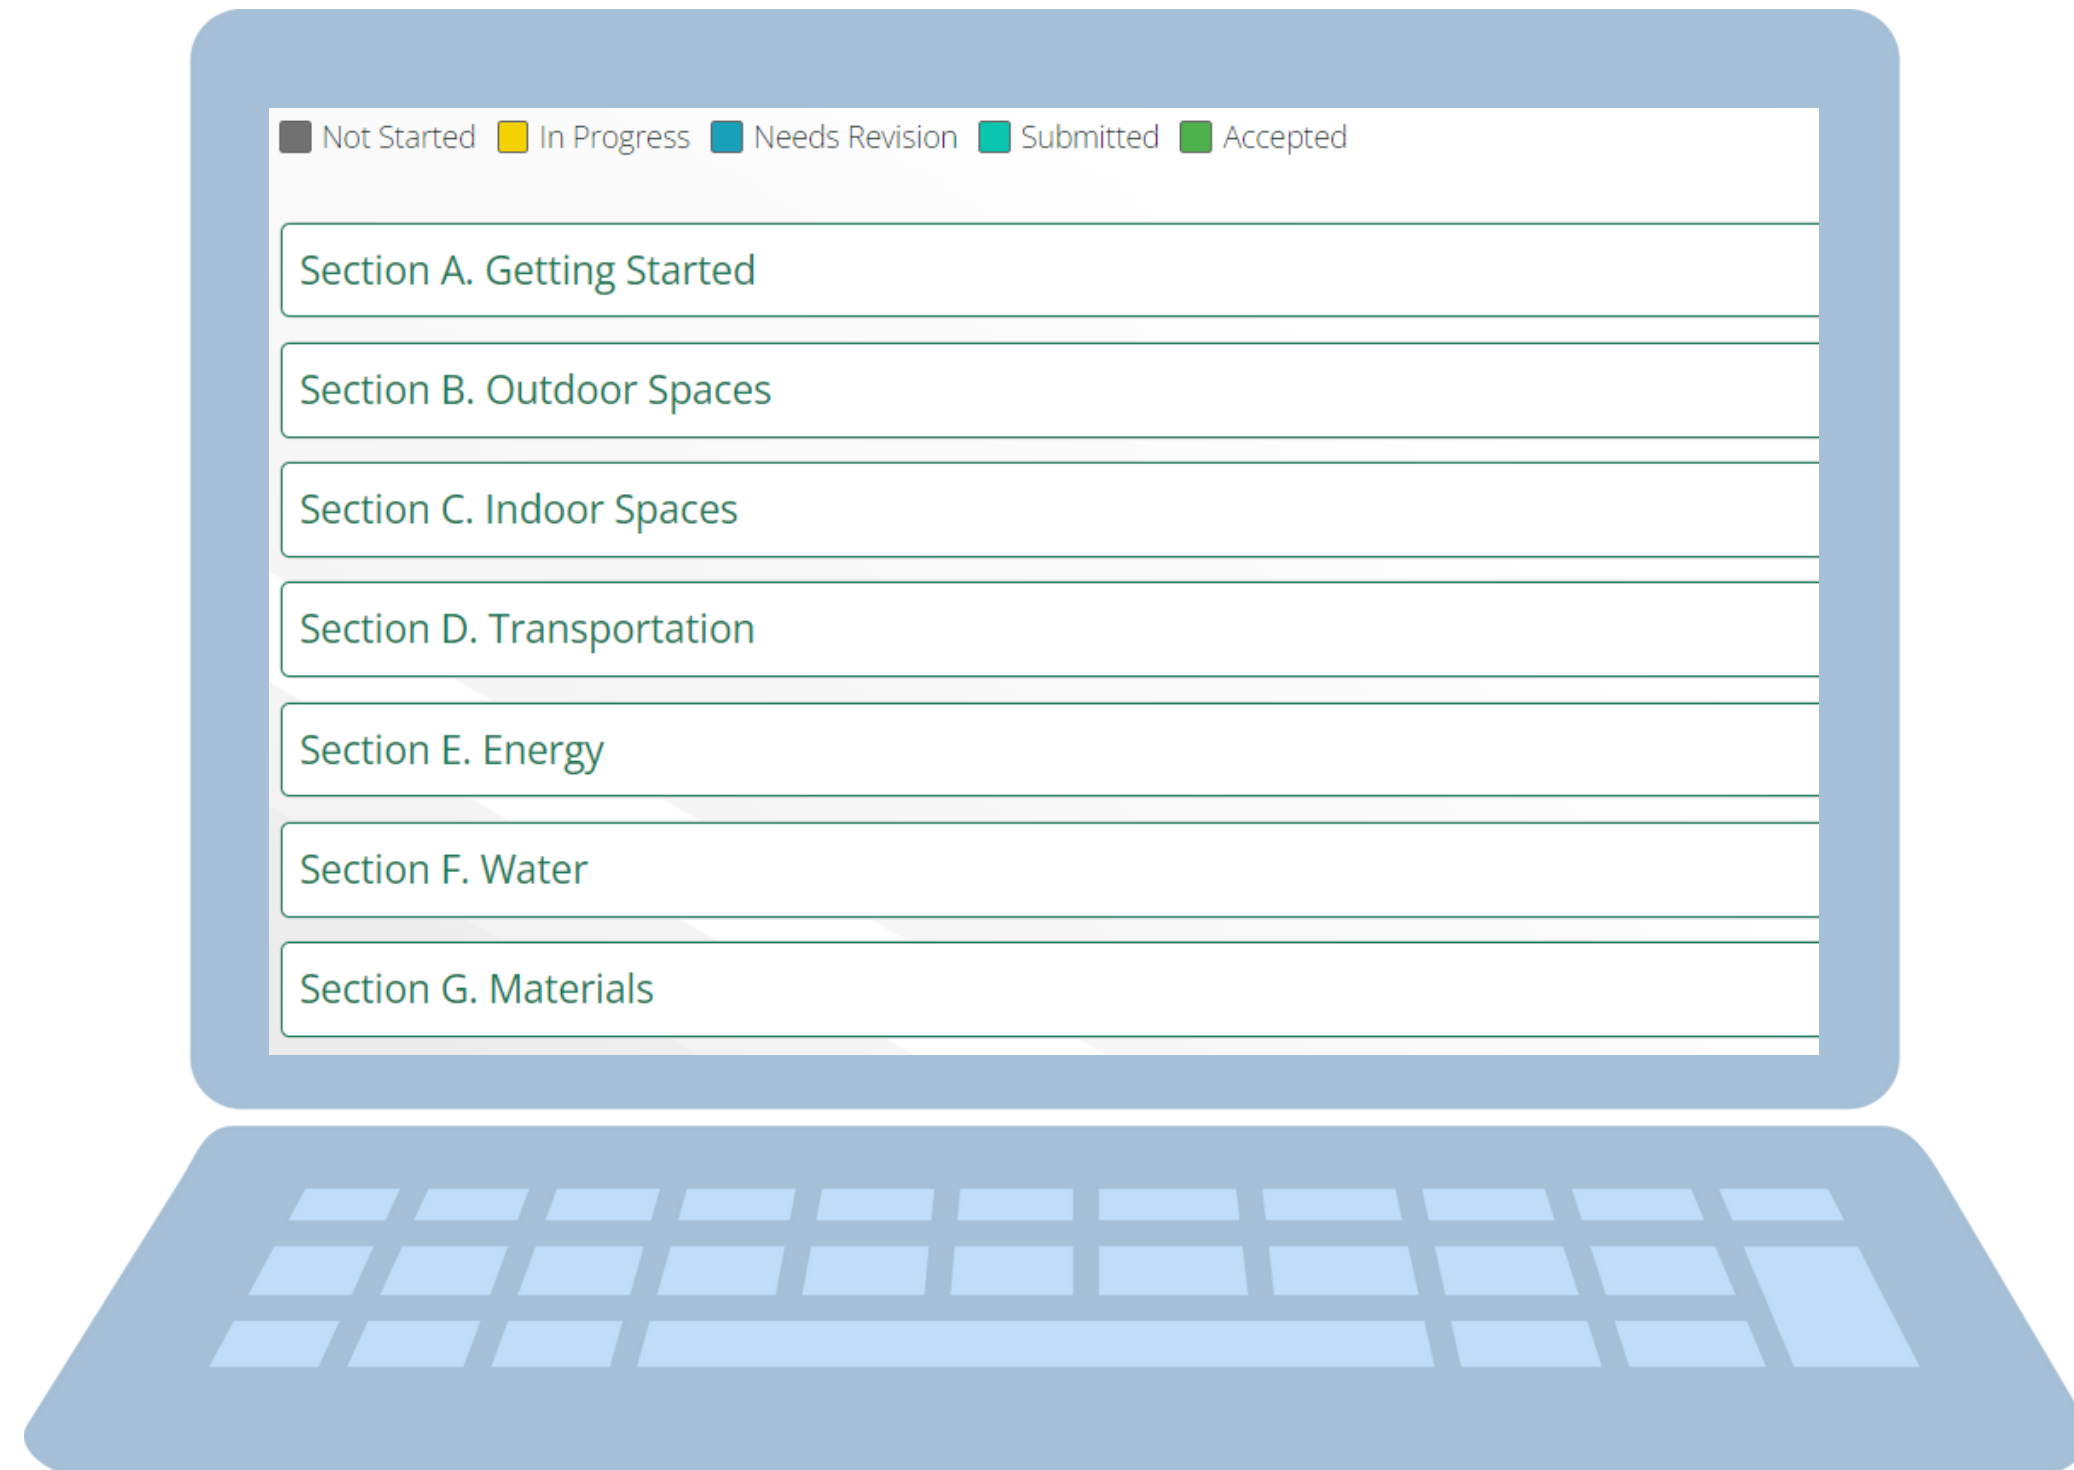 Not Started In Progress Needs Revision Submitted Accepted
Section A. Getting Started
Section B. Outdoor Spaces
Section C. Indoor Spaces
Section D. Transportation
Section E. Energy
Section F. Water
Section G. Materials